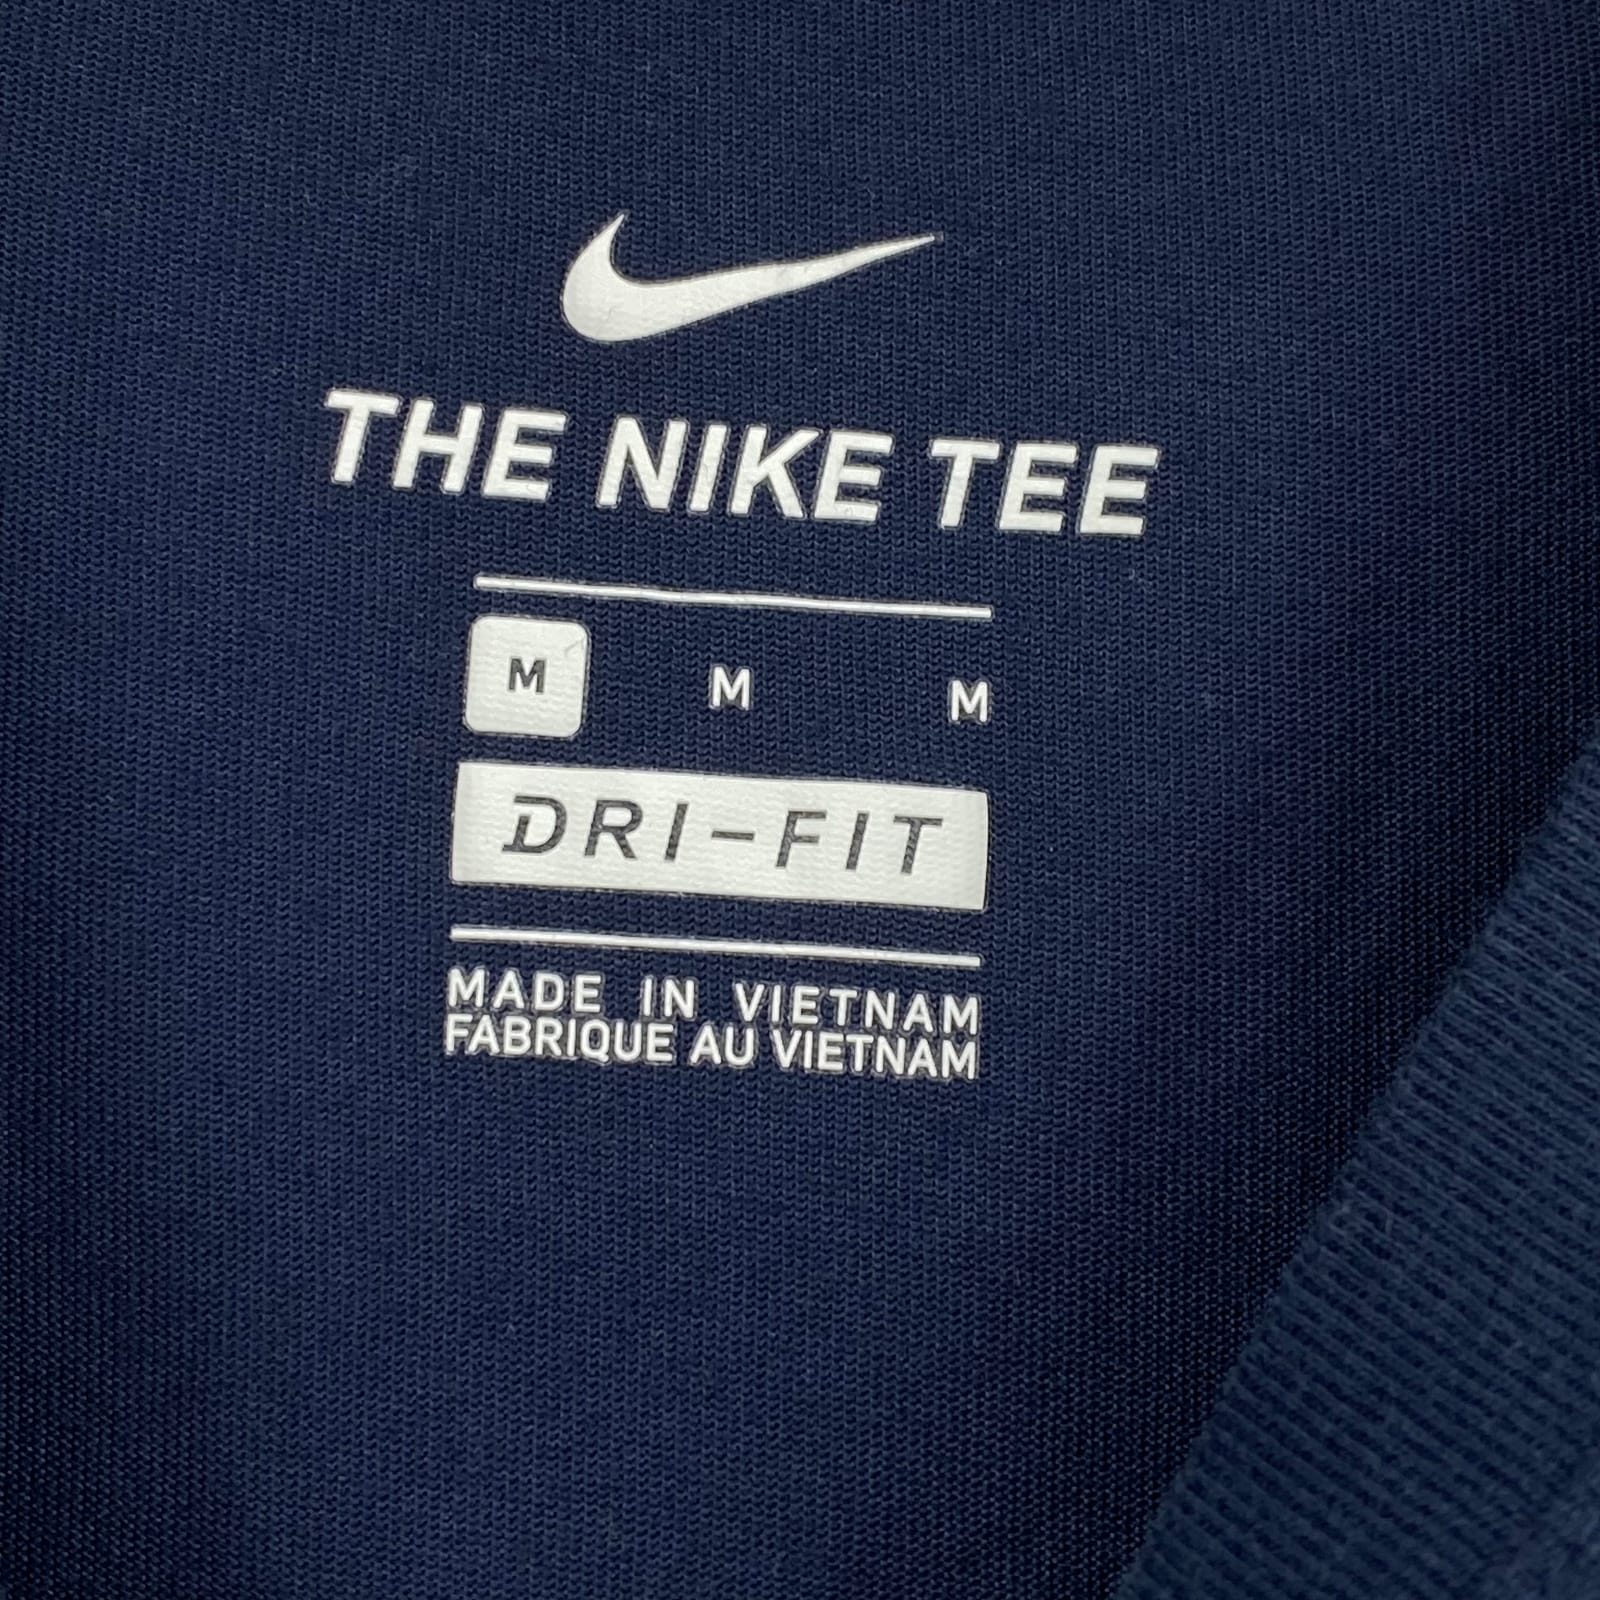 THE NIKE TEE
M M M
DRI-FIT
MADE IN VIETNAM
FABRIQUE AU VIETNAM